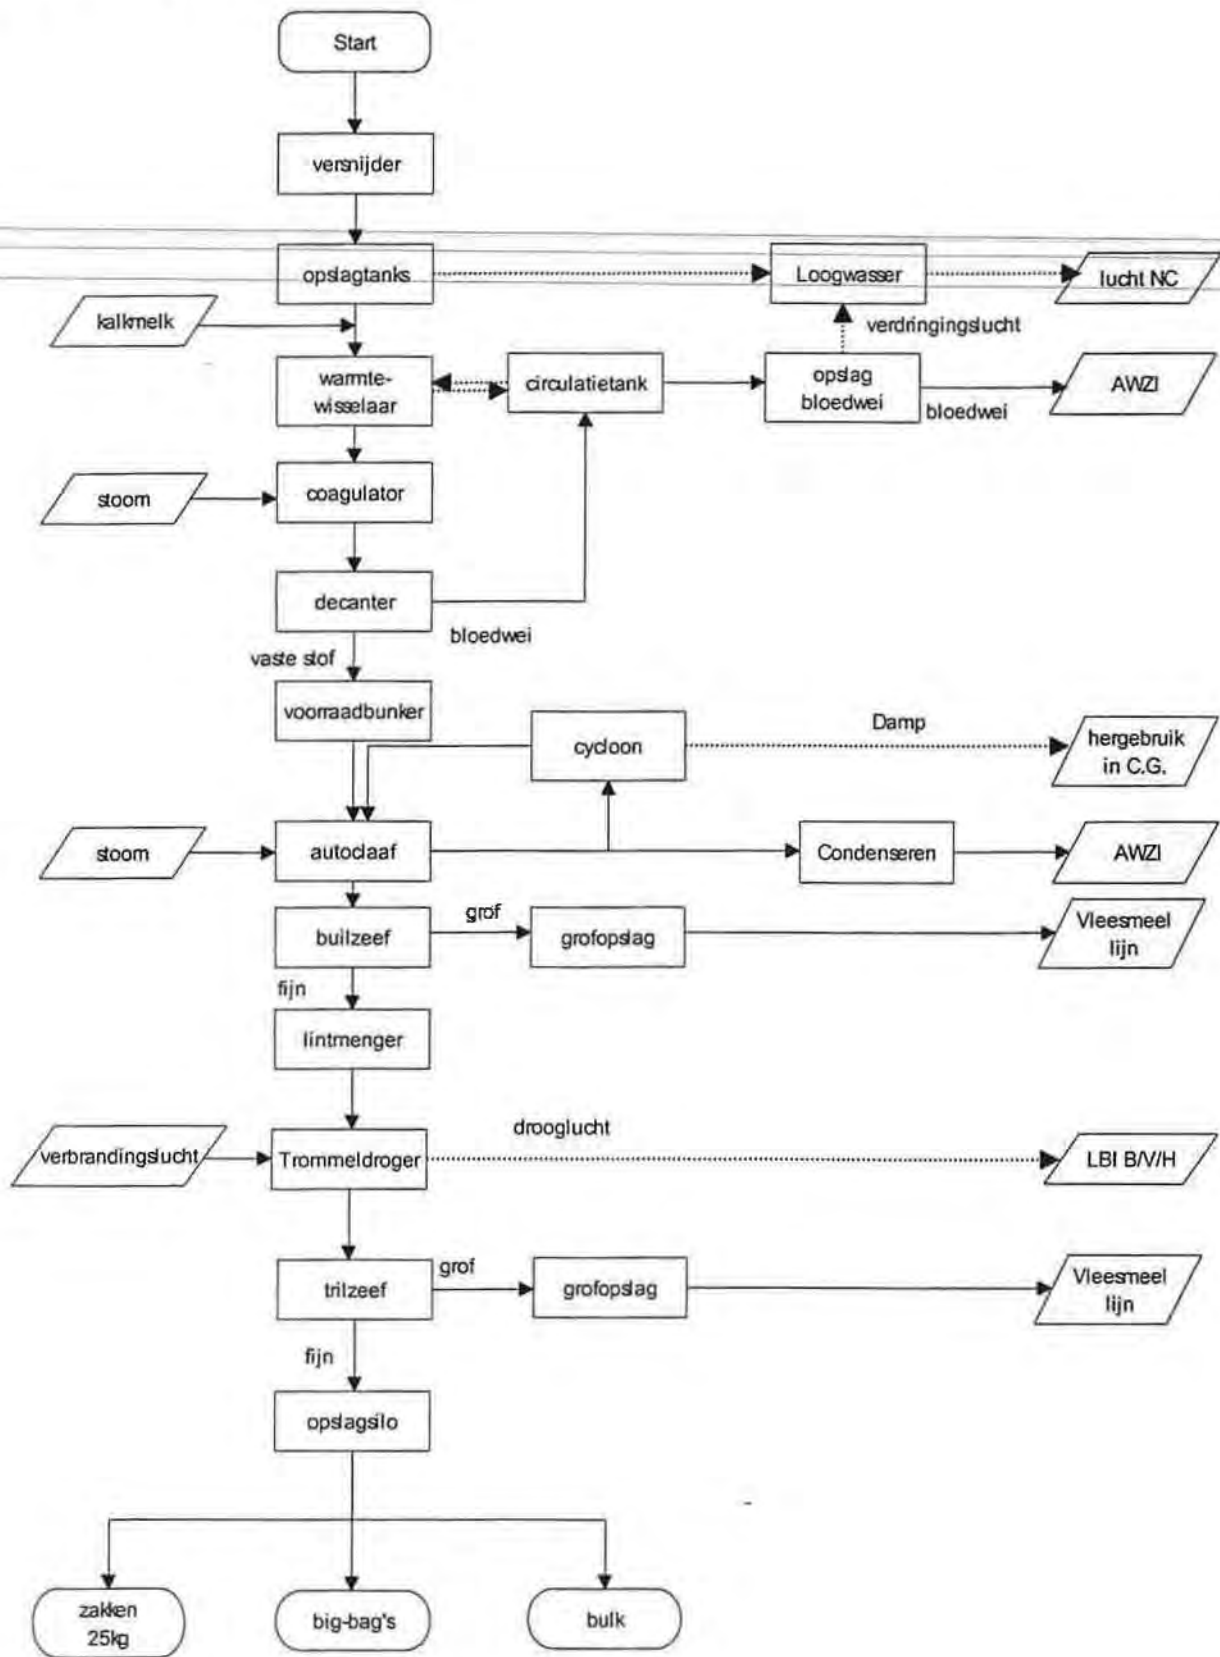 Start
versnijder
opslagtanks
Loogwasser
lucht NC
kalkmelk
verdringingslucht
warmte-
wisselaar
circulatietank
opslag
bloedwei
bloedwei
AWZI
stoom
coagulator
decanter
bloedwei
vaste stof
voorraadbunker
cycloon
Damp
hergebruik
in C.G.
stoom
autoclaaf
Condenseren
AWZI
builzeef
grof
grofopslag
Vleesmeel
lijn
fijn
lintmenger
verbrandingslucht
Trommeldroger
drooglucht
LBI B/V/H
trilzeef
grof
grofopslag
Vleesmeel
lijn
fijn
opslagsilo
zakken
25kg
big-bag's
bulk